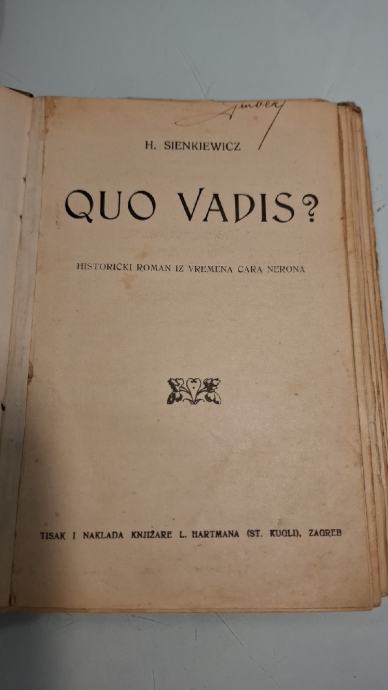 H. SIENKIEWICZ
QUO VADIS?
HISTORIČKI ROMAN IZ VREMENA CARA NERONA
TISAK I NAKLADA KNJIŽARE L. HARTMANA (ST. KUGLI), ZAGREB